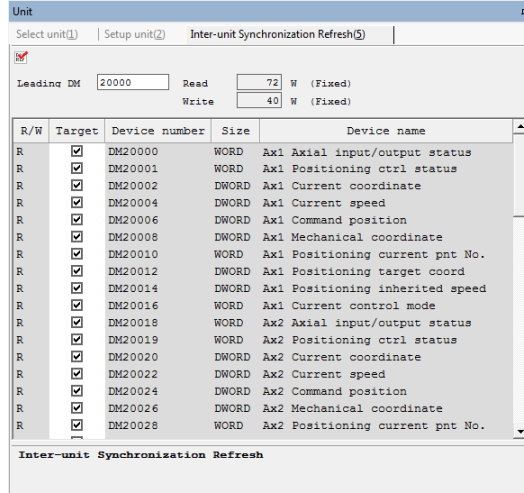 Unit
Select unit(1) Setup unit(2) Inter-unit Synchronization Refresh(5)
Leading DM 20000 Read 72 W (Fixed)
Write 40 W (Fixed)
R/W Target Device number Size Device name
R DM20000 WORD Ax1 Axial input/output status
R DM20001 WORD Ax1 Positioning ctrl status
R DM20002 DWORD Ax1 Current coordinate
R DM20004 DWORD Ax1 Current speed
R DM20006 DWORD Ax1 Command position
R DM20008 DWORD Ax1 Mechanical coordinate
R DM20010 WORD Ax1 Positioning current pnt No.
R DM20012 DWORD Ax1 Positioning target coord
R DM20014 DWORD Ax1 Positioning inherited speed
R DM20016 WORD Ax1 Current control mode
R DM20018 WORD Ax2 Axial input/output status
R DM20019 WORD Ax2 Positioning ctrl status
R DM20020 DWORD Ax2 Current coordinate
R DM20022 DWORD Ax2 Current speed
R DM20024 DWORD Ax2 Command position
R DM20026 DWORD Ax2 Mechanical coordinate
R DM20028 WORD Ax2 Positioning current pnt No.
Inter-unit Synchronization Refresh